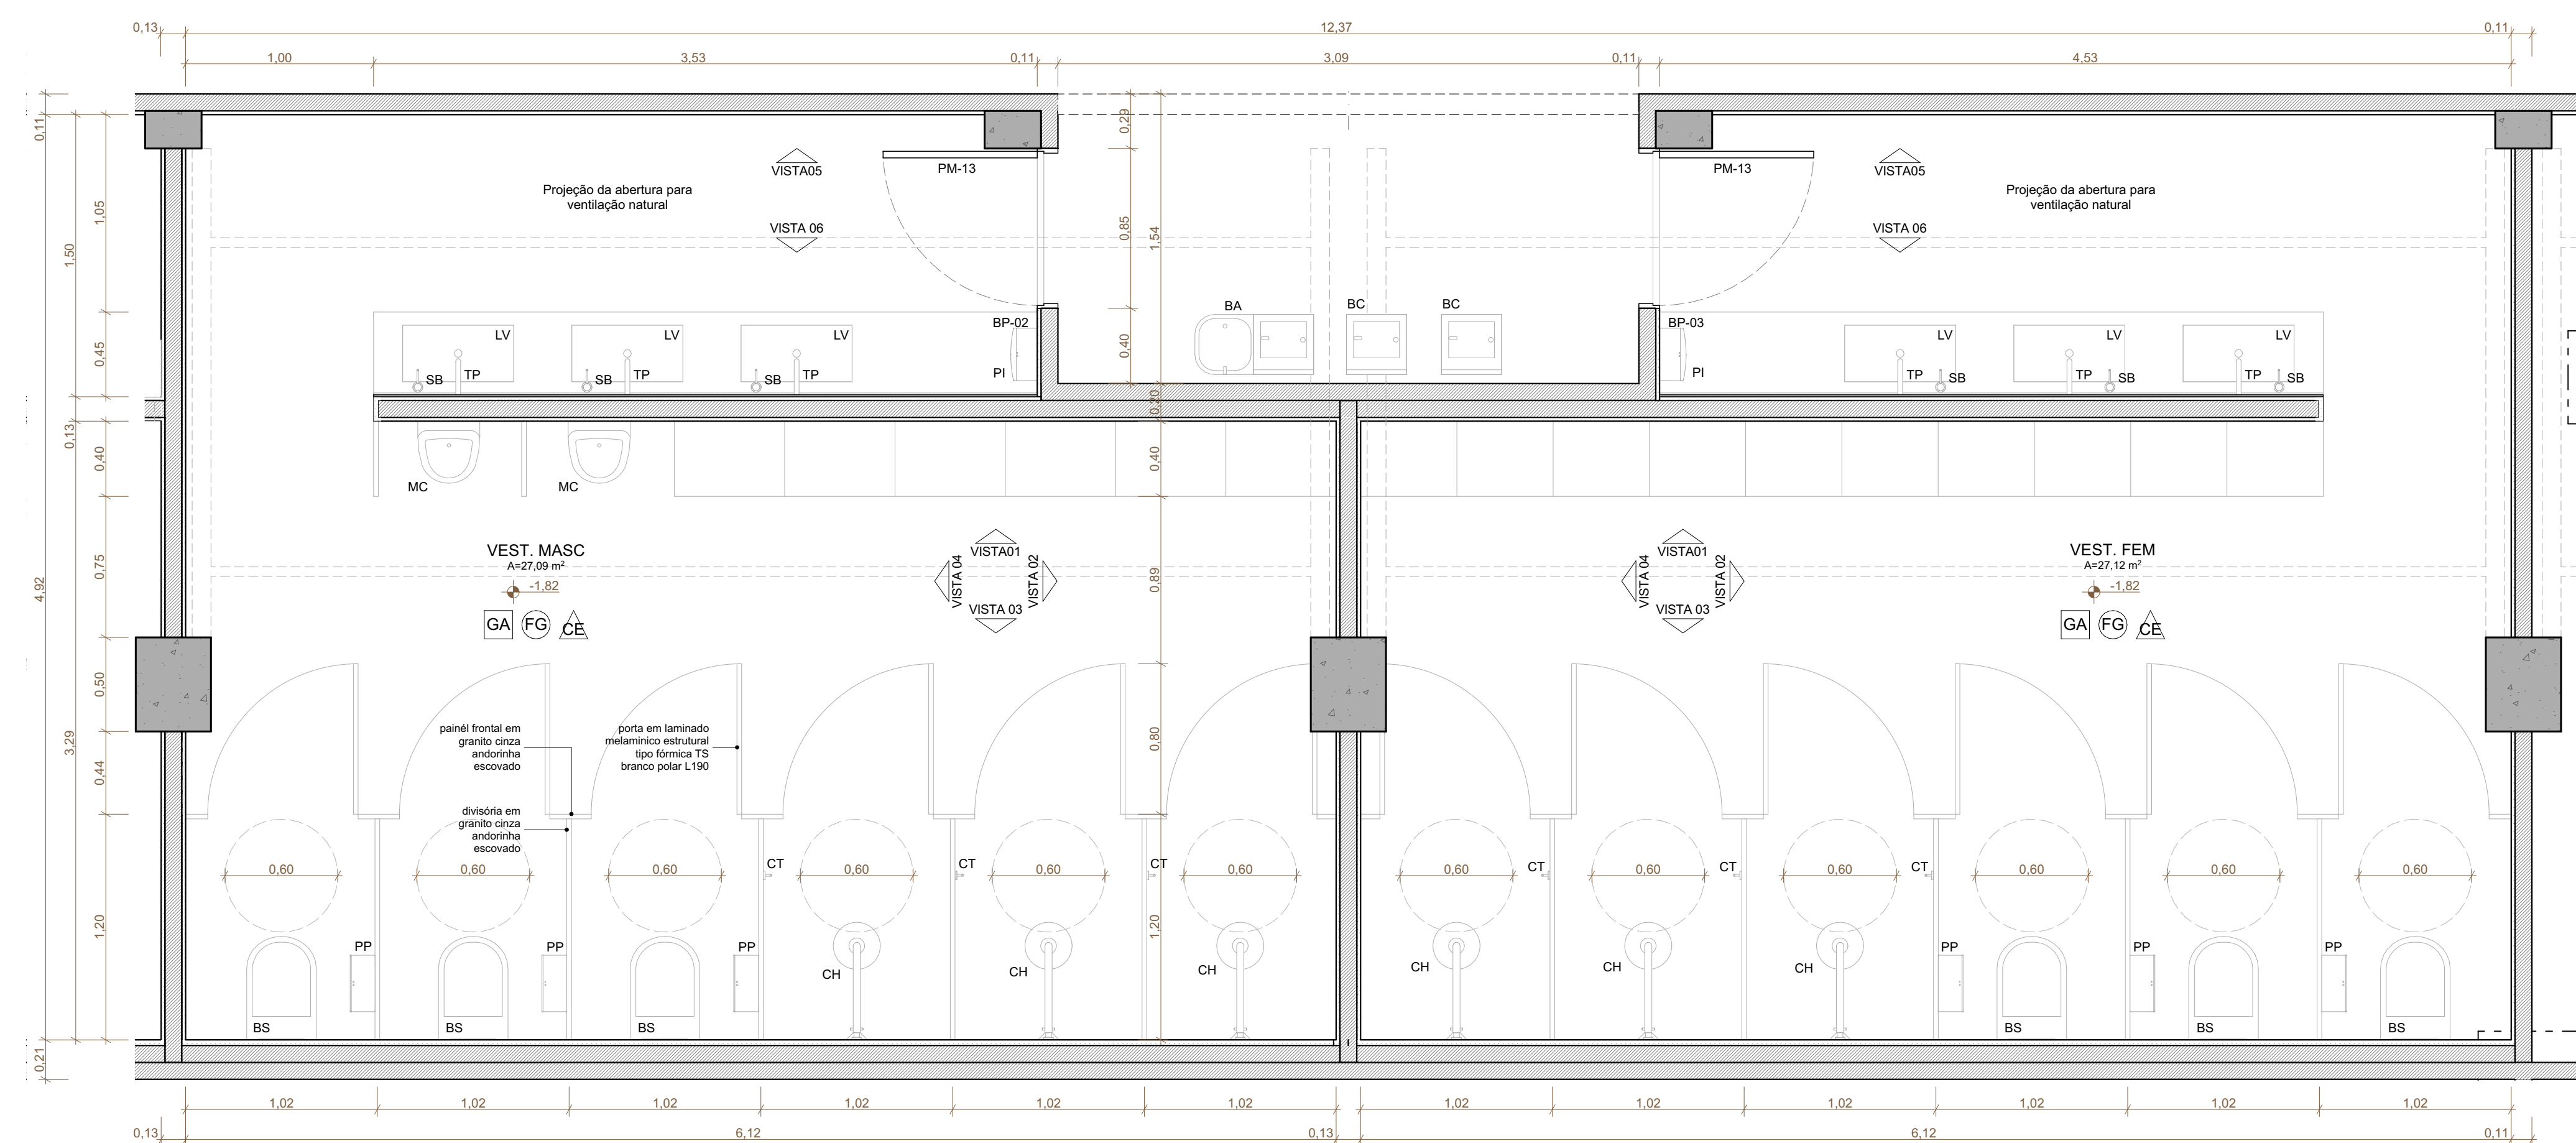 0,13
12,37
0,11
1,00
3,53
0,11
3,09
0,11
4,53
0,11
0,29
VISTA05
PM-13
PM-13
VISTA05
Projeção da abertura para
ventilação natural
Projeção da abertura para
ventilação natural
1,05
1,50
VISTA 06
0,85
1,54
VISTA 06
BA
BC
BC
BP-02
BP-03
LV
LV
LV
LV
LV
LV
0,45
0,40
SB
TP
SB
TP
SB
TP
PI
PI
TP
SB
TP
SB
TP
SB
0,20
0,13
0,40
0,40
MC
MC
VEST. MASC
A=27,09 m²
-1,82
GA
FG
CE
VISTA01
VISTA 04
VISTA 02
VISTA 03
VISTA01
VISTA 04
VISTA 02
VISTA 03
VEST. FEM
A=27,12 m²
-1,82
GA
FG
CE
4,92
0,75
0,89
0,50
3,29
0,44
0,80
painél frontal em
granito cinza
andorinha
escovado
porta em laminado
melaminico estrutural
tipo fórmica TS
branco polar L190
divisória em
granito cinza
andorinha
escovado
CT
CT
CT
CT
CT
CT
0,60
0,60
0,60
0,60
0,60
0,60
0,60
0,60
0,60
0,60
0,60
0,60
1,20
1,20
PP
PP
PP
PP
PP
PP
CH
CH
CH
CH
CH
CH
BS
BS
BS
BS
BS
BS
0,21
1,02
1,02
1,02
1,02
1,02
1,02
1,02
1,02
1,02
1,02
1,02
1,02
0,13
6,12
0,13
6,12
0,11